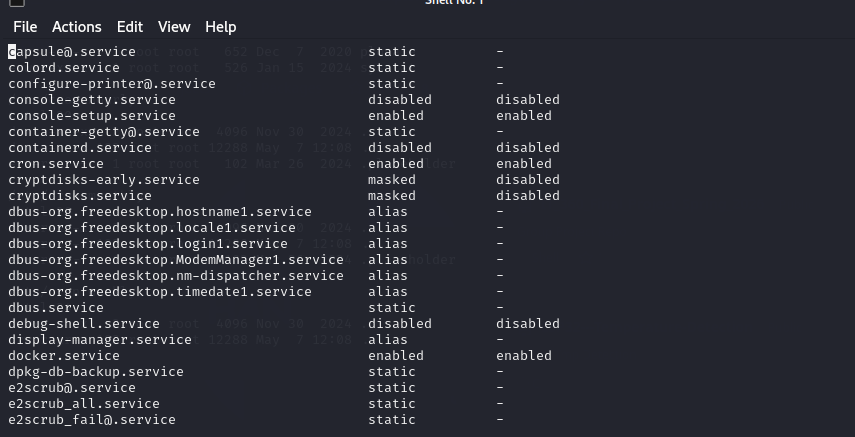 Shell No. 1
File Actions Edit View Help
capsule@.service static -
colord.service static -
configure-printer@.service static -
console-getty.service disabled disabled
console-setup.service enabled enabled
container-getty@.service static -
containerd.service disabled disabled
cron.service enabled enabled
cryptdisks-early.service masked disabled
cryptdisks.service masked disabled
dbus-org.freedesktop.hostname1.service alias -
dbus-org.freedesktop.locale1.service alias -
dbus-org.freedesktop.login1.service alias -
dbus-org.freedesktop.ModemManager1.service alias -
dbus-org.freedesktop.nm-dispatcher.service alias -
dbus-org.freedesktop.timedate1.service alias -
dbus.service static -
debug-shell.service disabled disabled
display-manager.service alias -
docker.service enabled enabled
dpkg-db-backup.service static -
e2scrub@.service static -
e2scrub_all.service static -
e2scrub_fail@.service static -